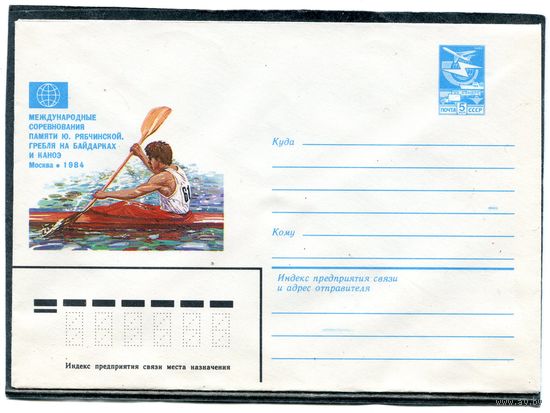 МЕЖДУНАРОДНЫЕ
СОРЕВНОВАНИЯ
ПАМЯТИ Ю. РЯБЧИНСКОЙ.
ГРЕБЛЯ НА БАЙДАРКАХ
И КАНОЭ
Москва • 1984
61
ПОЧТА 5 СССР
Куда
Кому
Индекс предприятия связи
и адрес отправителя
Индекс предприятия связи места назначения